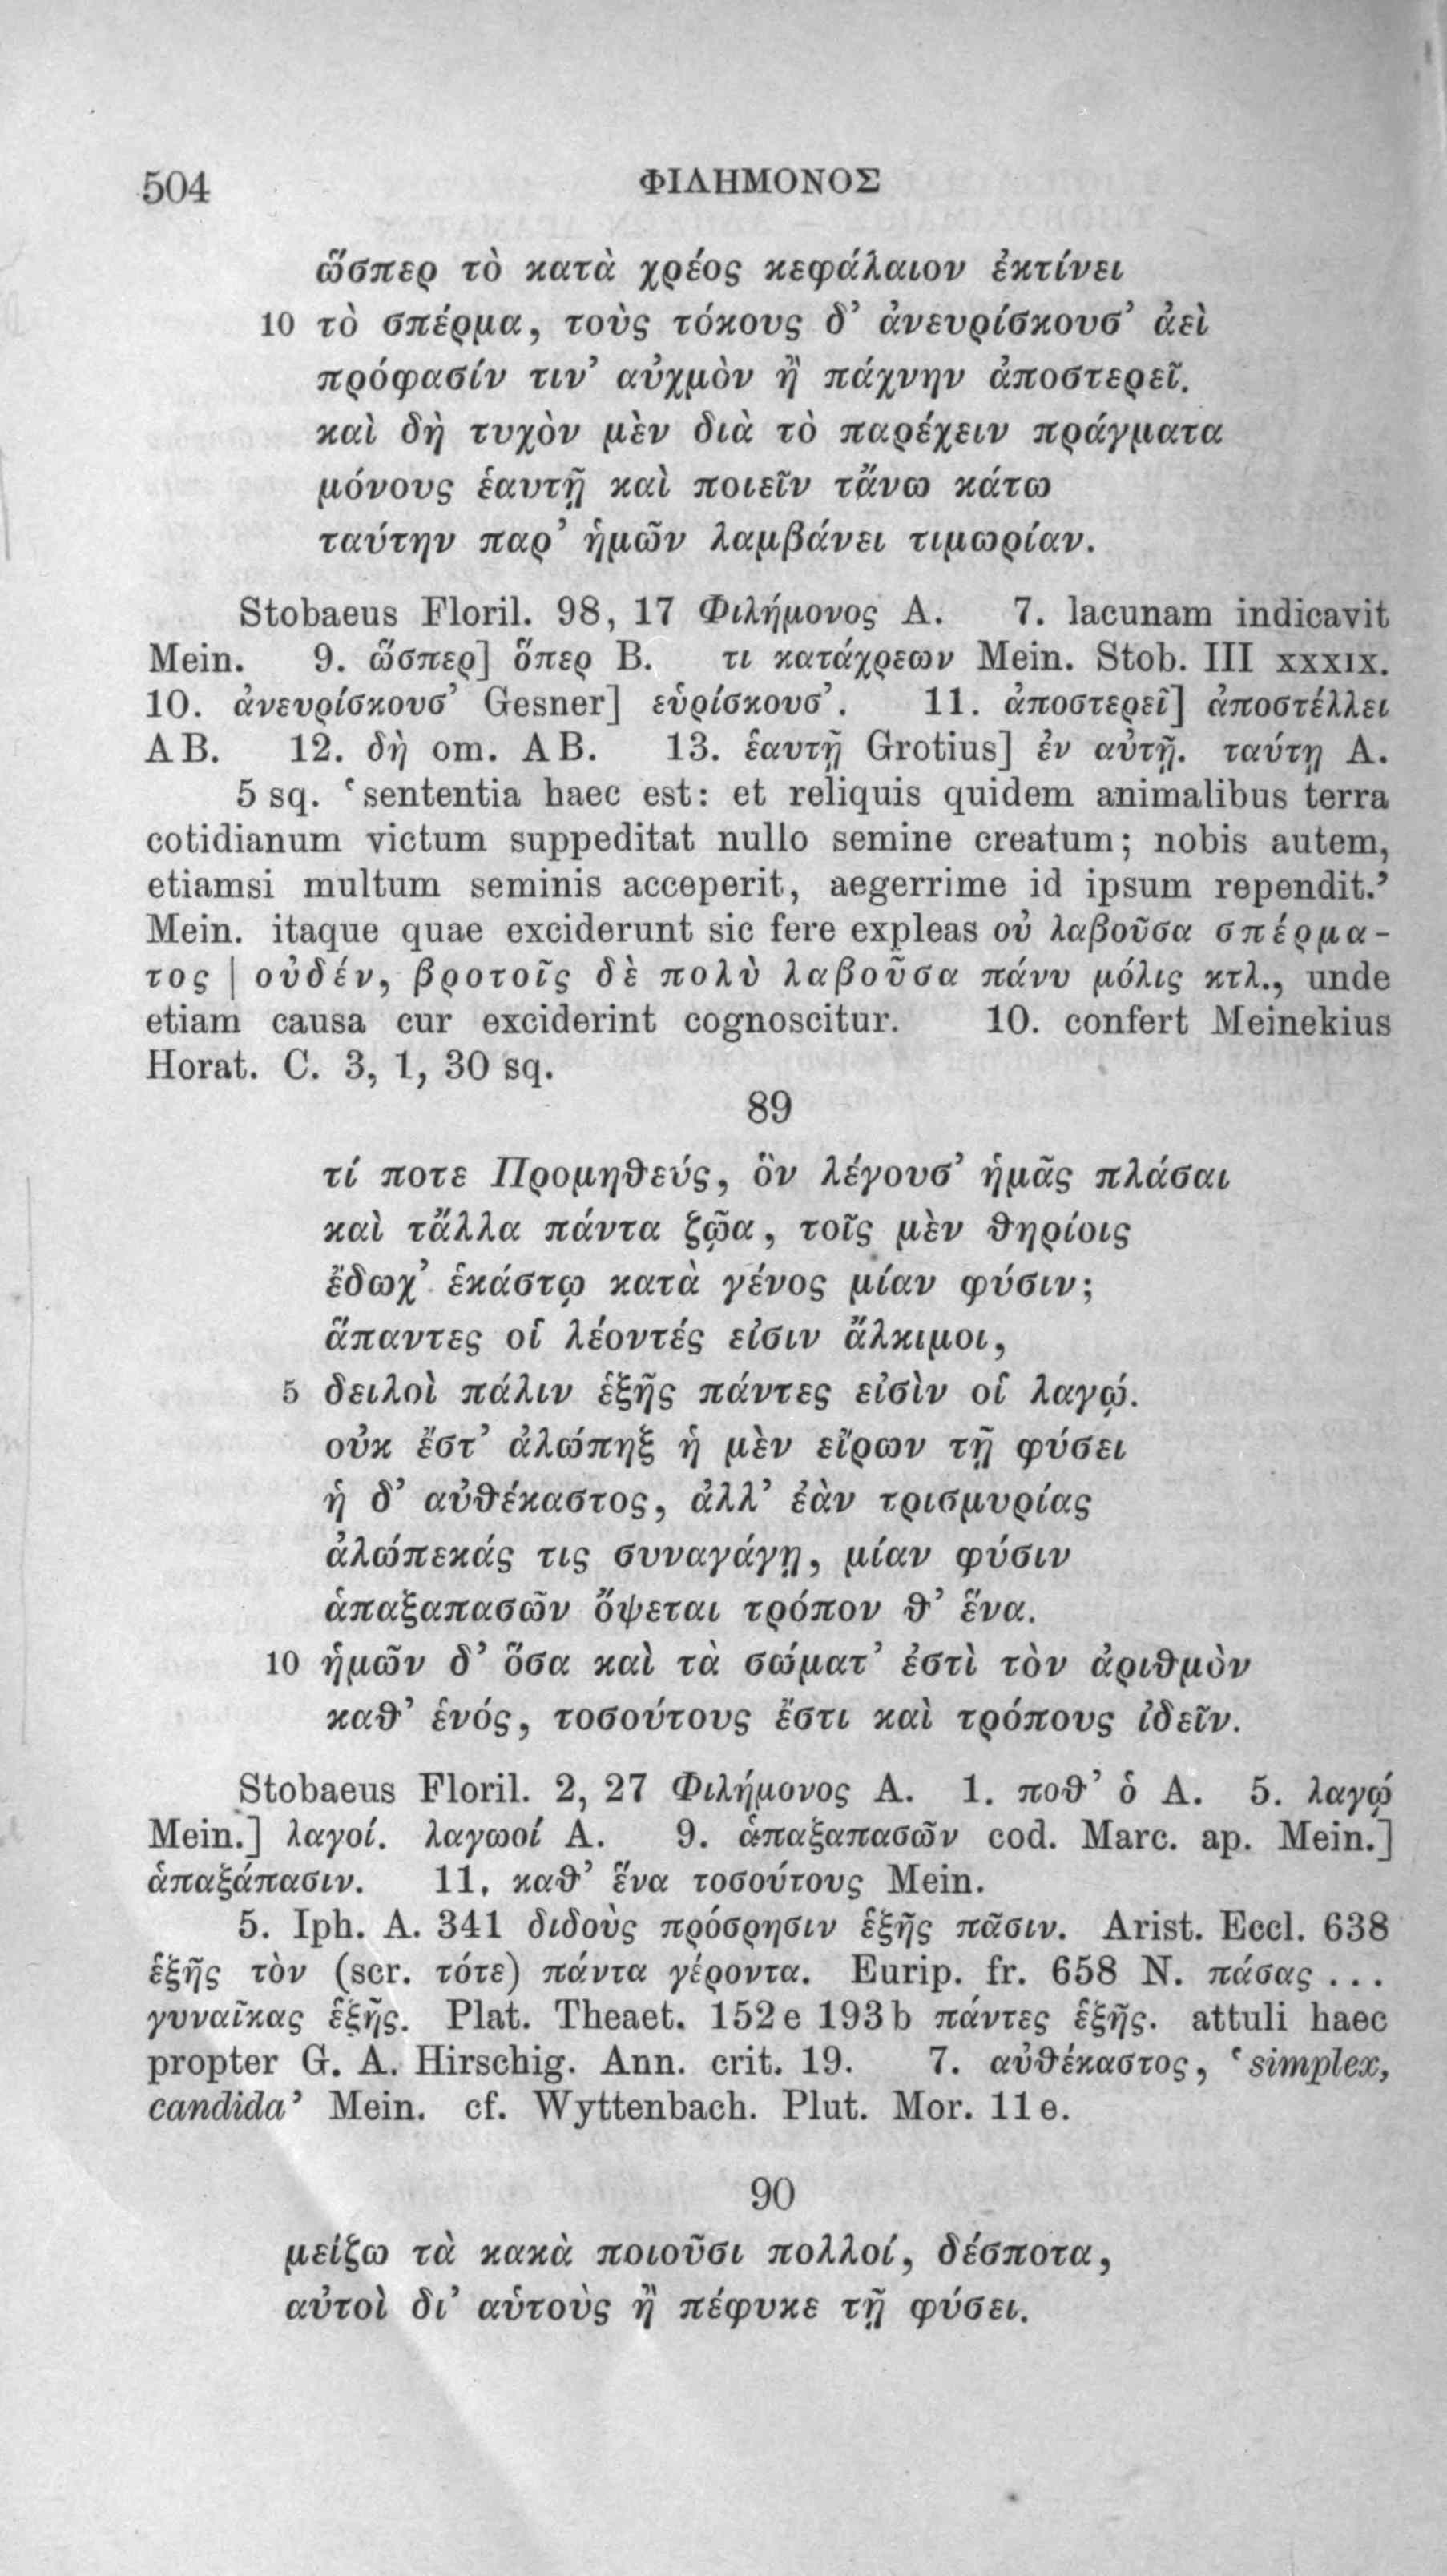 504 ΦΙΛΗΜΟΝΟΣ
ὥσπερ τὸ κατὰ χρέος κεφάλαιον ἐκτίνει
10 τὸ σπέρμα, τοὺς τόκους δ’ ἀνευρίσκουσ’ ἀεὶ
πρόφασίν τιν’ αὐχμὸν ἢ πάχνην ἀποστερεῖ.
καὶ δὴ τυχὸν μὲν διὰ τὸ παρέχειν πράγματα
μόνους ἑαυτῇ καὶ ποιεῖν τἄνω κάτω
ταύτην παρ’ ἡμῶν λαμβάνει τιμωρίαν.
Stobaeus Floril. 98, 17 Φιλήμονος A. 7. lacunam indicavit
Mein. 9. ὥσπερ] ὅπερ B. τι κατάχρεων Mein. Stob. III XXXIX.
10. ἀνευρίσκουσ’ Gesner] εὑρίσκουσ’. 11. ἀποστερεῖ] ἀποστέλλει
AB. 12. δὴ om. AB. 13. ἑαυτῇ Grotius] ἐν αὐτῇ. ταύτῃ A.
5 sq. ‘sententia haec est: et reliquis quidem animalibus terra
cotidianum victum suppeditat nullo semine creatum; nobis autem,
etiamsi multum seminis acceperit, aegerrime id ipsum rependit.’
Mein. itaque quae exciderunt sic fere expleas οὐ λαβοῦσα σπέρμα-
τος | οὐδέν, βροτοῖς δὲ πολὺ λαβοῦσα πάνυ μόλις κτλ., unde
etiam causa cur exciderint cognoscitur. 10. confert Meinekius
Horat. C. 3, 1, 30 sq.
89
τί ποτε Προμηθεύς, ὃν λέγουσ’ ἡμᾶς πλάσαι
καὶ τἄλλα πάντα ζῷα, τοῖς μὲν θηρίοις
ἔδωχ’ ἑκάστῳ κατὰ γένος μίαν φύσιν;
ἅπαντες οἱ λέοντές εἰσιν ἄλκιμοι,
5 δειλοὶ πάλιν ἑξῆς πάντες εἰσὶν οἱ λαγῴ.
οὐκ ἔστ’ ἀλώπηξ ἡ μὲν εἴρων τῇ φύσει
ἡ δ’ αὐθέκαστος, ἀλλ’ ἐὰν τρισμυρίας
ἀλώπεκάς τις συναγάγῃ, μίαν φύσιν
ἁπαξαπασῶν ὄψεται τρόπον θ’ ἕνα.
10 ἡμῶν δ’ ὅσα καὶ τὰ σώματ’ ἐστὶ τὸν ἀριθμὸν
καθ’ ἑνός, τοσούτους ἔστι καὶ τρόπους ἰδεῖν.
Stobaeus Floril. 2, 27 Φιλήμονος A. 1. ποθ’ ὁ A. 5. λαγῴ
Mein.] λαγοί. λαγωοί A. 9. ἁπαξαπασῶν cod. Marc. ap. Mein.]
ἁπαξάπασιν. 11. καθ’ ἕνα τοσούτους Mein.
5. Iph. A. 341 διδοὺς πρόσρησιν ἑξῆς πᾶσιν. Arist. Eccl. 638
ἑξῆς τὸν (scr. τότε) πάντα γέροντα. Eurip. fr. 658 N. πάσας . . .
γυναῖκας ἑξῆς. Plat. Theaet. 152e 193b πάντες ἑξῆς. attuli haec
propter G. A. Hirschig. Ann. crit. 19. 7. αὐθέκαστος, ‘simplex,
candida’ Mein. cf. Wyttenbach. Plut. Mor. 11e.
90
μείζω τὰ κακὰ ποιοῦσι πολλοί, δέσποτα,
αὐτοὶ δι’ αὑτοὺς ἢ πέφυκε τῇ φύσει.